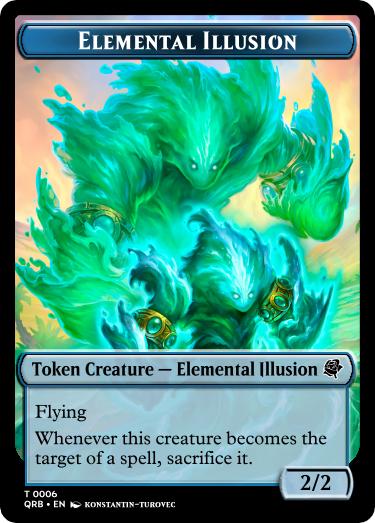 Elemental Illusion
Token Creature — Elemental Illusion
Flying
Whenever this creature becomes the
target of a spell, sacrifice it.
2/2
T 0006
QRB • EN Konstantin-Turovec